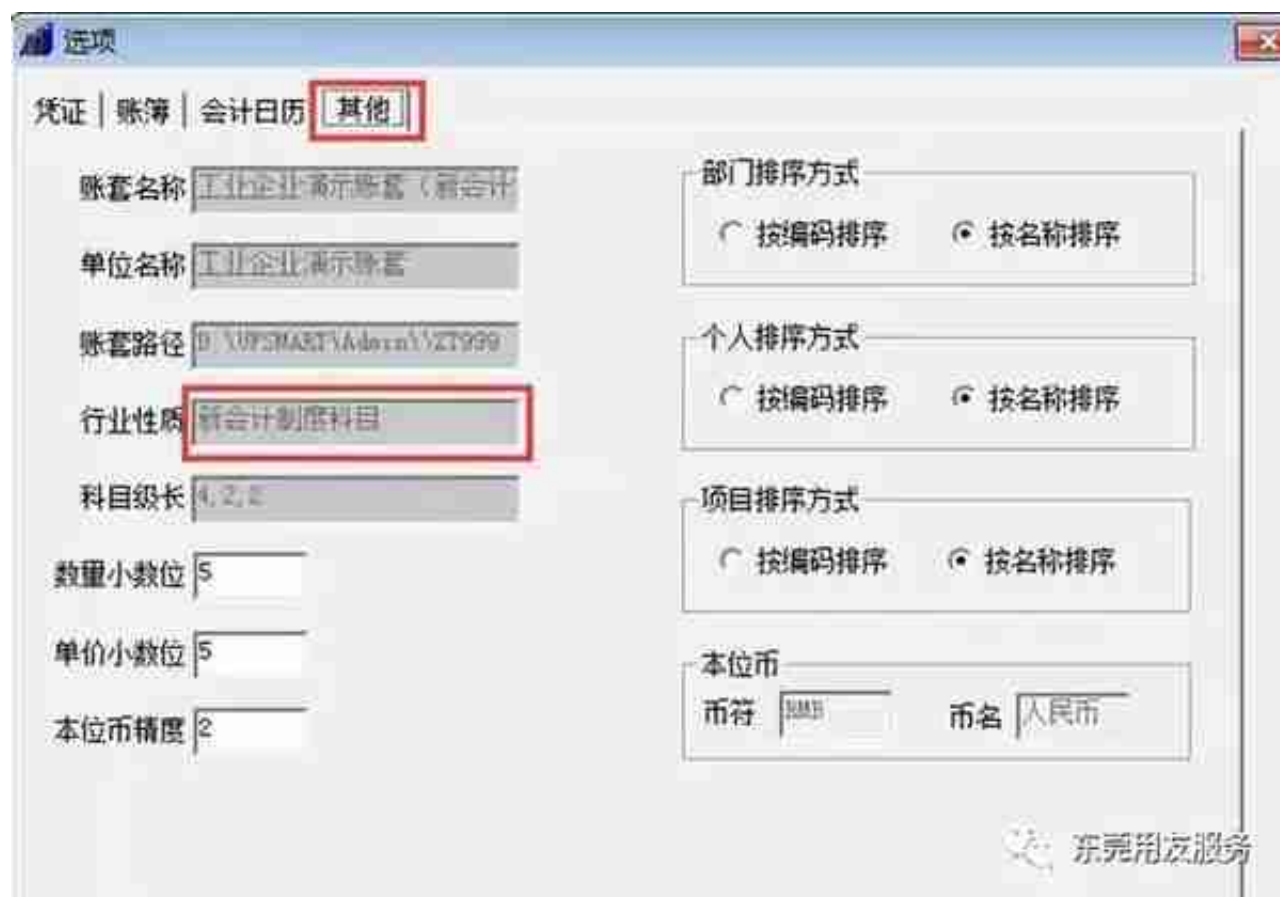 选项
凭证 账簿 会计日历 其他
账套名称 工业企业演示账套（新会计
单位名称 工业企业演示账套
账套路径
行业性质 新会计制度科目
科目级长 4,2,2
数量小数位 5
单价小数位 5
本位币精度 2
部门排序方式
按编码排序 按名称排序
个人排序方式
按编码排序 按名称排序
项目排序方式
按编码排序 按名称排序
本位币
币符 RMB 币名 人民币
东莞用友服务